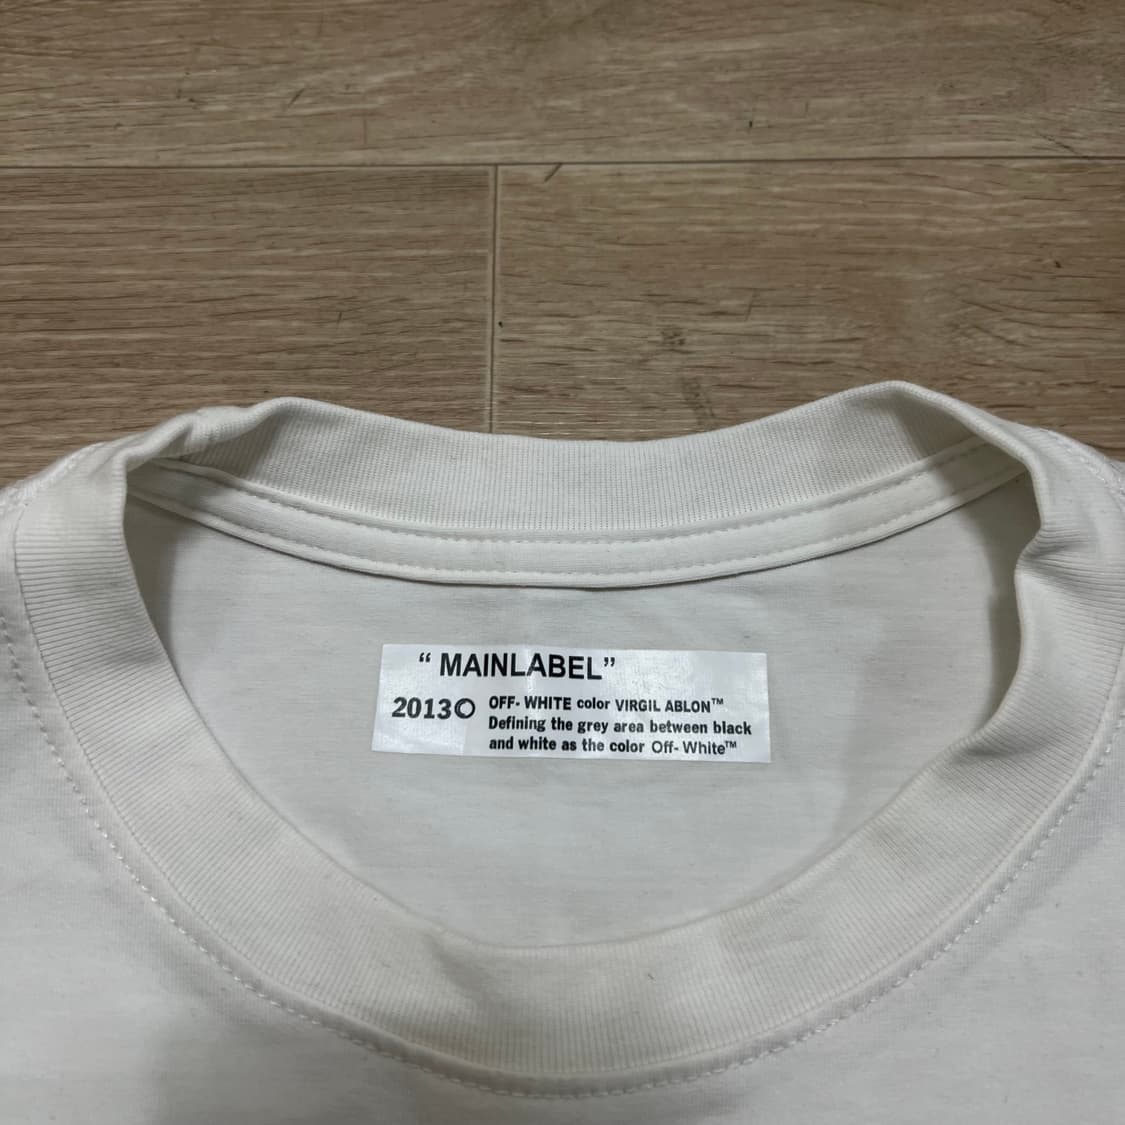 “ MAINLABEL”
2013© OFF- WHITE color VIRGIL ABLON™
Defining the grey area between black
and white as the color Off- White™